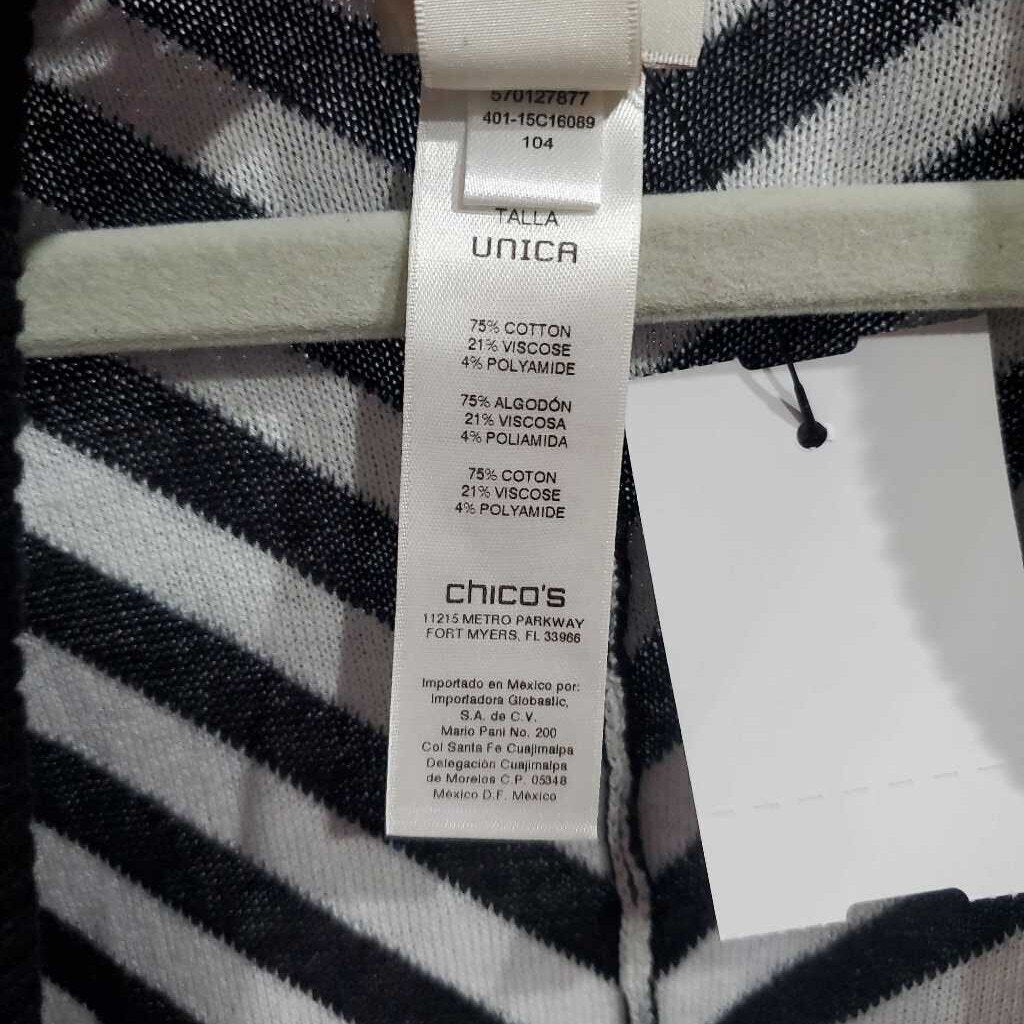 570127877
401-15C16089
104
TALLA
UNICA
75% COTTON
21% VISCOSE
4% POLYAMIDE
75% ALGODÓN
21% VISCOSA
4% POLIAMIDA
75% COTON
21% VISCOSE
4% POLYAMIDE
chico's
11215 METRO PARKWAY
FORT MYERS, FL 33966
Importado en México por:
Importadora Globastic,
S.A. de C.V.
Mario Pani No. 200
Col Santa Fe Cuajimalpa
Delegación Cuajimalpa
de Morelos C.P. 05348
México D.F. México